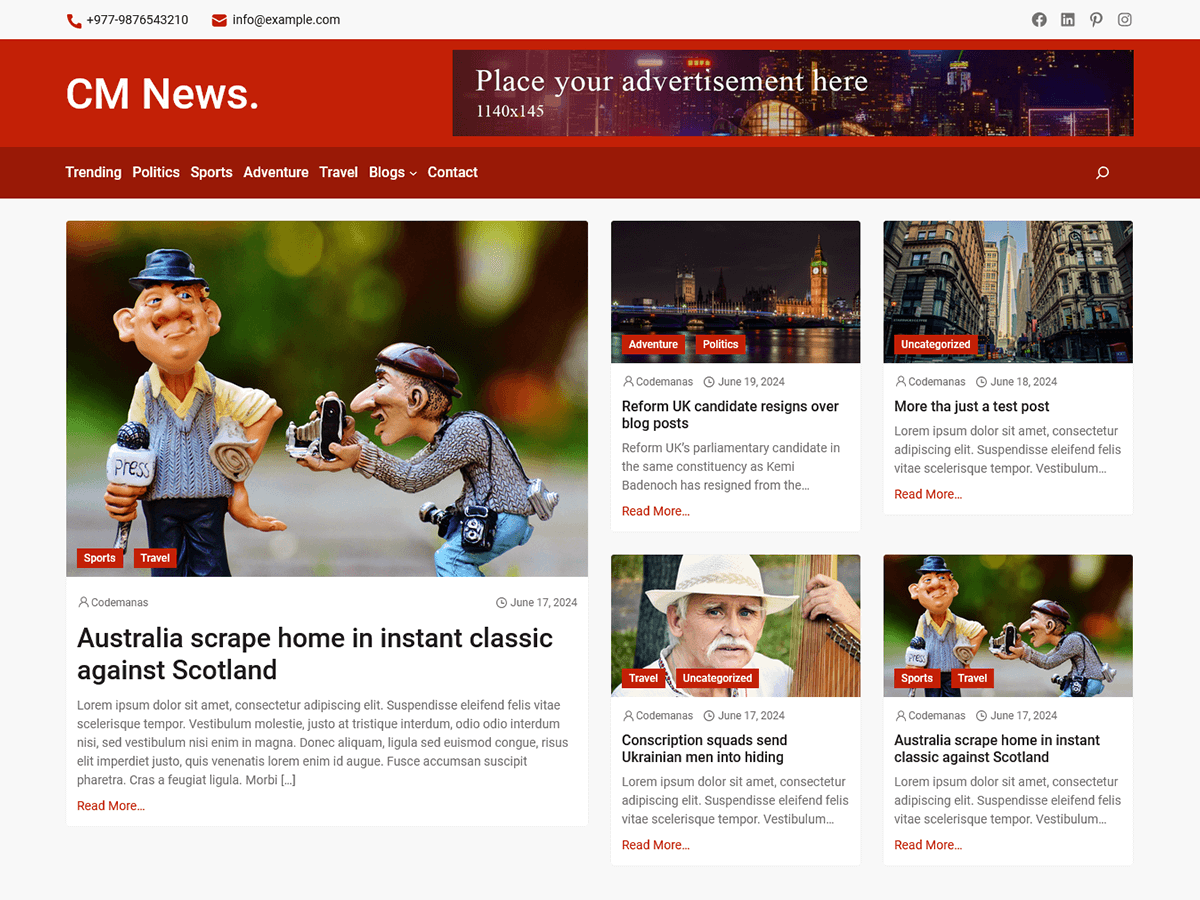 +977-9876543210 info@example.com
CM News.
Place your advertisement here
1140x145
Trending Politics Sports Adventure Travel Blogs Contact
press
Sports Travel
Codemanas June 17, 2024
Australia scrape home in instant classic
against Scotland
Lorem ipsum dolor sit amet, consectetur adipiscing elit. Suspendisse eleifend felis vitae
scelerisque tempor. Vestibulum molestie, justo at tristique interdum, odio odio interdum
nisi, sed vestibulum nisi enim in magna. Donec aliquam, ligula sed euismod congue, risus
elit imperdiet justo, quis venenatis lorem enim id augue. Fusce accumsan suscipit
pharetra. Cras a feugiat ligula. Morbi […]
Read More…
Adventure Politics
Codemanas June 19, 2024
Reform UK candidate resigns over
blog posts
Reform UK’s parliamentary candidate in
the same constituency as Kemi
Badenoch has resigned from the…
Read More…
Uncategorized
Codemanas June 18, 2024
More tha just a test post
Lorem ipsum dolor sit amet, consectetur
adipiscing elit. Suspendisse eleifend felis
vitae scelerisque tempor. Vestibulum…
Read More…
Travel Uncategorized
Codemanas June 17, 2024
Conscription squads send
Ukrainian men into hiding
Lorem ipsum dolor sit amet, consectetur
adipiscing elit. Suspendisse eleifend felis
vitae scelerisque tempor. Vestibulum…
Read More…
press
Sports Travel
Codemanas June 17, 2024
Australia scrape home in instant
classic against Scotland
Lorem ipsum dolor sit amet, consectetur
adipiscing elit. Suspendisse eleifend felis
vitae scelerisque tempor. Vestibulum…
Read More…